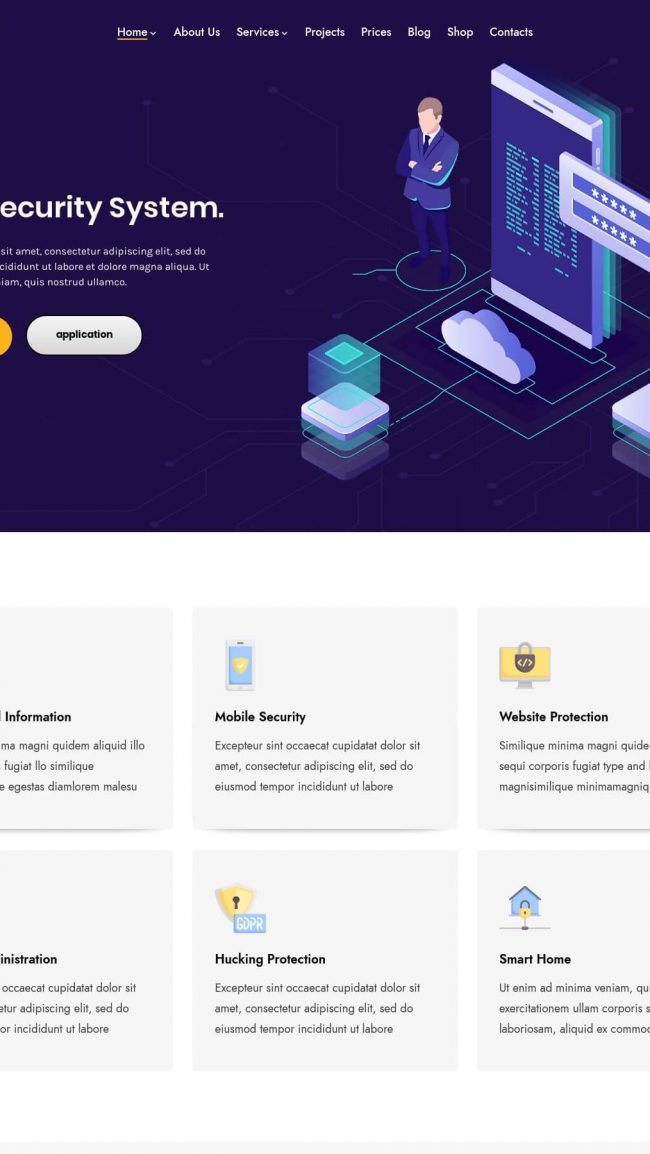 Home About Us Services Projects Prices Blog Shop Contacts
ecurity System.
sit amet, consectetur adipiscing elit, sed do
cididunt ut labore et dolore magna aliqua. Ut
iam, quis nostrud ullamco.
application
*****
*****
l Information
ma magni quidem aliquid illo
fugiat llo similique
e egestas diamlorem malesu
Mobile Security
Excepteur sint occaecat cupidatat dolor sit
amet, consectetur adipiscing elit, sed do
eiusmod tempor incididunt ut labore
</>
Website Protection
Similique minima magni quide
sequi corporis fugiat type and
magnisimilique minimamagniq
inistration
occaecat cupidatat dolor sit
etur adipiscing elit, sed do
or incididunt ut labore
GDPR
Hucking Protection
Excepteur sint occaecat cupidatat dolor sit
amet, consectetur adipiscing elit, sed do
eiusmod tempor incididunt ut labore
Smart Home
Ut enim ad minima veniam, qu
exercitationem ullam corporis s
laboriosam, aliquid ex commo